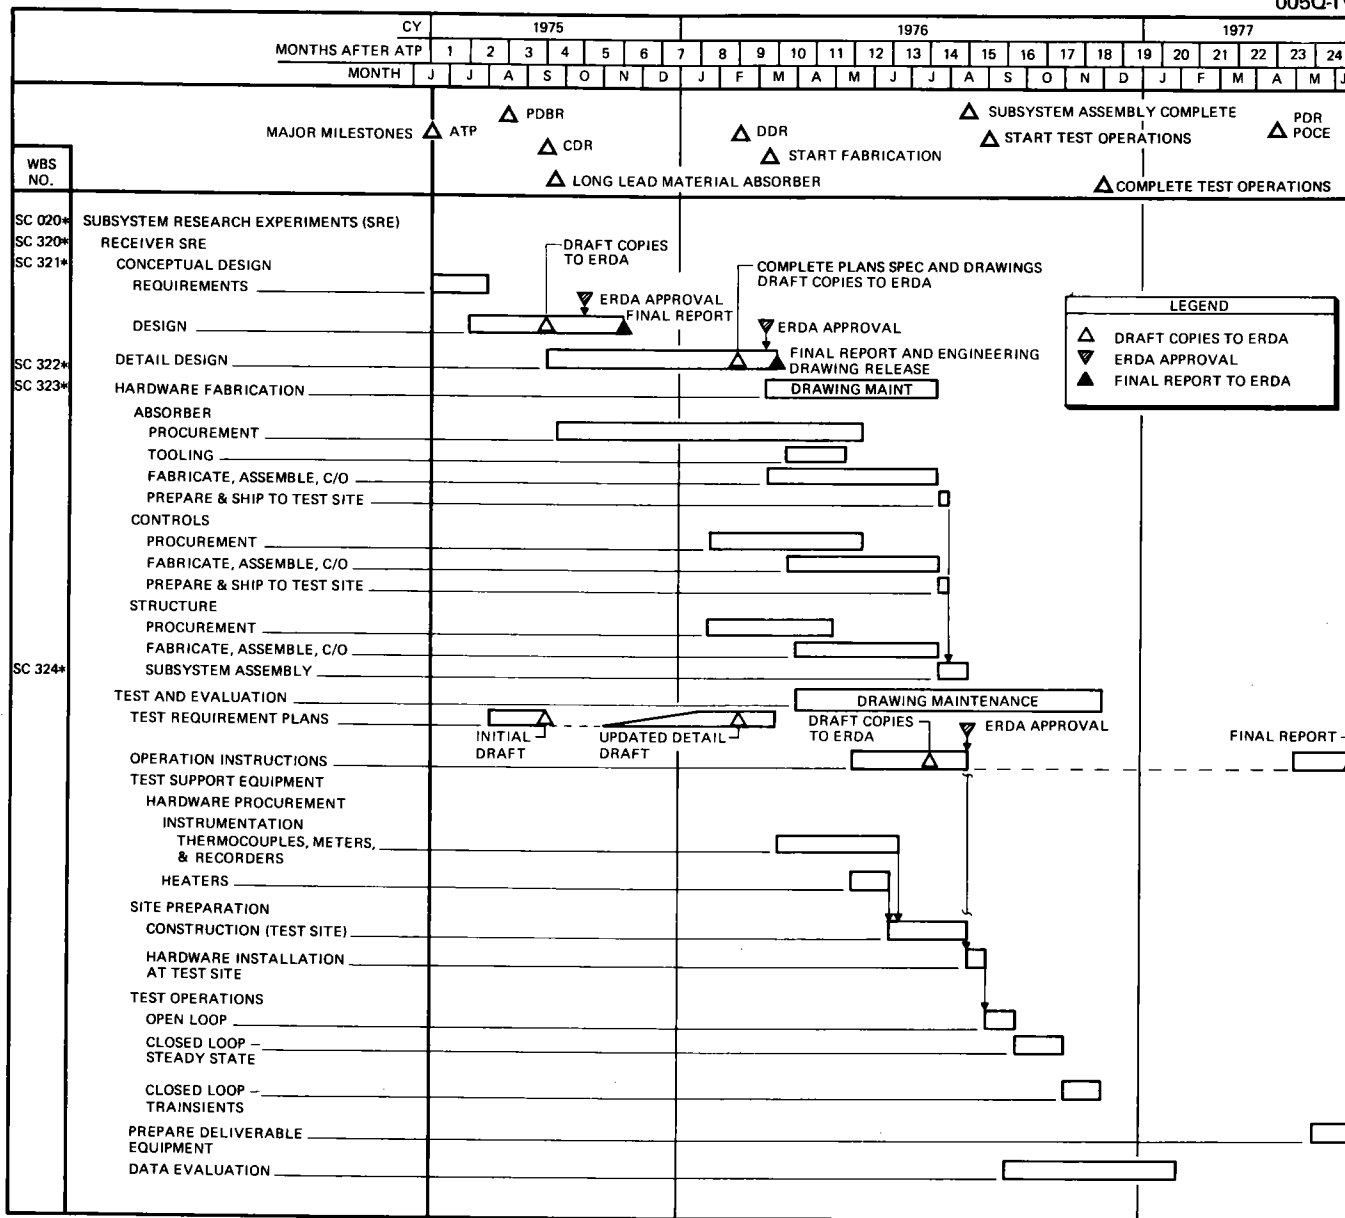 005Q-1
CY 1975 1976 1977
MONTHS AFTER ATP 1 2 3 4 5 6 7 8 9 10 11 12 13 14 15 16 17 18 19 20 21 22 23 24
MONTH J J A S O N D J F M A M J J A S O N D J F M A M J
SUBSYSTEM ASSEMBLY COMPLETE
PDBR
PDR
POCE
MAJOR MILESTONES ATP
DDR
START TEST OPERATIONS
CDR
START FABRICATION
WBS
NO.
LONG LEAD MATERIAL ABSORBER
COMPLETE TEST OPERATIONS
SC 020* SUBSYSTEM RESEARCH EXPERIMENTS (SRE)
SC 320* RECEIVER SRE
DRAFT COPIES
TO ERDA
SC 321* CONCEPTUAL DESIGN
COMPLETE PLANS SPEC AND DRAWINGS
DRAFT COPIES TO ERDA
REQUIREMENTS
ERDA APPROVAL
FINAL REPORT
LEGEND
DESIGN
ERDA APPROVAL
DRAFT COPIES TO ERDA
ERDA APPROVAL
FINAL REPORT TO ERDA
SC 322* DETAIL DESIGN
FINAL REPORT AND ENGINEERING
DRAWING RELEASE
SC 323* HARDWARE FABRICATION DRAWING MAINT
ABSORBER
PROCUREMENT
TOOLING
FABRICATE, ASSEMBLE, C/O
PREPARE & SHIP TO TEST SITE
CONTROLS
PROCUREMENT
FABRICATE, ASSEMBLE, C/O
PREPARE & SHIP TO TEST SITE
STRUCTURE
PROCUREMENT
FABRICATE, ASSEMBLE, C/O
SC 324* SUBSYSTEM ASSEMBLY
TEST AND EVALUATION DRAWING MAINTENANCE
TEST REQUIREMENT PLANS
INITIAL
DRAFT
UPDATED DETAIL
DRAFT
DRAFT COPIES
TO ERDA
ERDA APPROVAL
FINAL REPORT
OPERATION INSTRUCTIONS
TEST SUPPORT EQUIPMENT
HARDWARE PROCUREMENT
INSTRUMENTATION
THERMOCOUPLES, METERS,
& RECORDERS
HEATERS
SITE PREPARATION
CONSTRUCTION (TEST SITE)
HARDWARE INSTALLATION
AT TEST SITE
TEST OPERATIONS
OPEN LOOP
CLOSED LOOP –
STEADY STATE
CLOSED LOOP –
TRAINSIENTS
PREPARE DELIVERABLE
EQUIPMENT
DATA EVALUATION